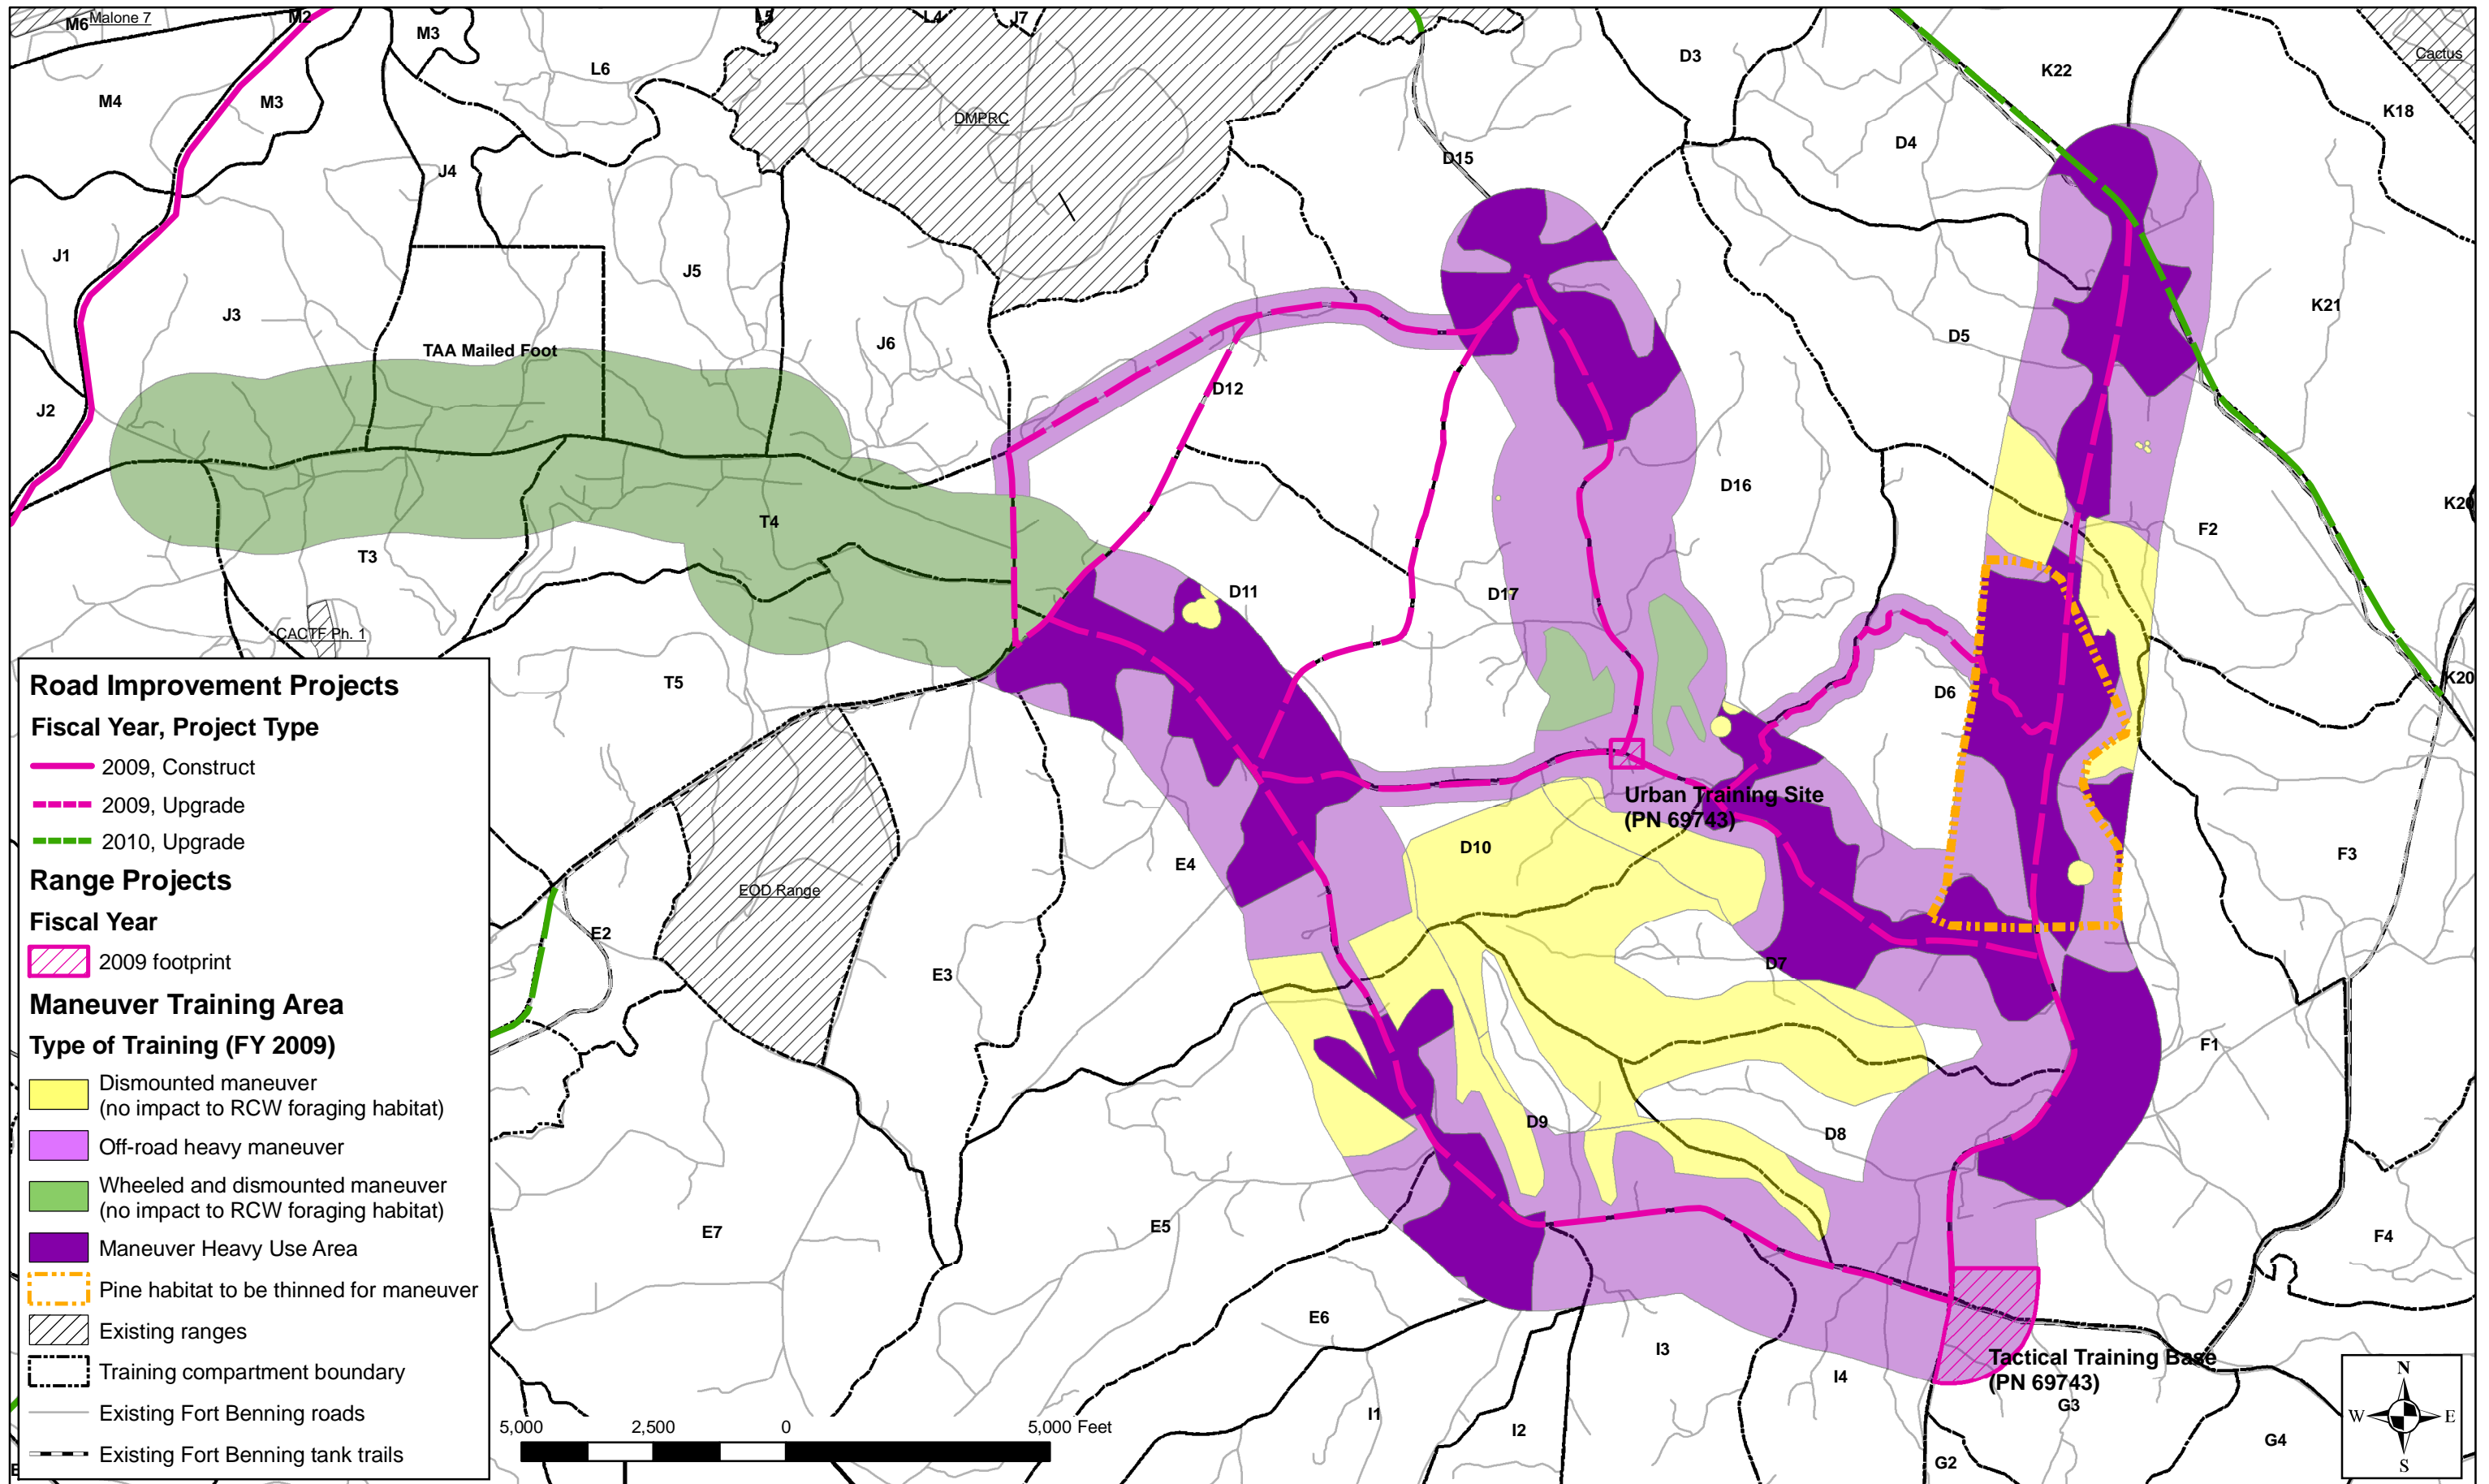 M6
Malone 7
M2
M3
L5
L4
J7
D3
K22
Cactus
M4
M3
L6
DMPRC
K18
J4
D15
D4
J1
J3
J5
K21
TAA Mailed Foot
J6
D5
J2
D12
D16
K20
T4
F2
T3
D11
D17
CACTF Ph. 1
T5
D6
K20
Urban Training Site
(PN 69743)
D10
E4
F3
EOD Range
E2
E3
D7
F1
D9
D8
E7
E5
F4
E6
I3
I4
Tactical Training Base
(PN 69743)
G3
I1
I2
G2
G4
Road Improvement Projects
Fiscal Year, Project Type
2009, Construct
2009, Upgrade
2010, Upgrade
Range Projects
Fiscal Year
2009 footprint
Maneuver Training Area
Type of Training (FY 2009)
Dismounted maneuver
(no impact to RCW foraging habitat)
Off-road heavy maneuver
Wheeled and dismounted maneuver
(no impact to RCW foraging habitat)
Maneuver Heavy Use Area
Pine habitat to be thinned for maneuver
Existing ranges
Training compartment boundary
Existing Fort Benning roads
Existing Fort Benning tank trails
5,000 2,500 0 5,000 Feet
N
W E
S